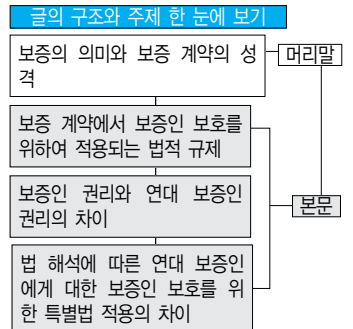 글의 구조와 주제 한 눈에 보기
보증의 의미와 보증 계약의 성
격
머리말
보증 계약에서 보증인 보호를
위하여 적용되는 법적 규제
보증인 권리와 연대 보증인
권리의 차이
본문
법 해석에 따른 연대 보증인
에게 대한 보증인 보호를 위
한 특별법 적용의 차이